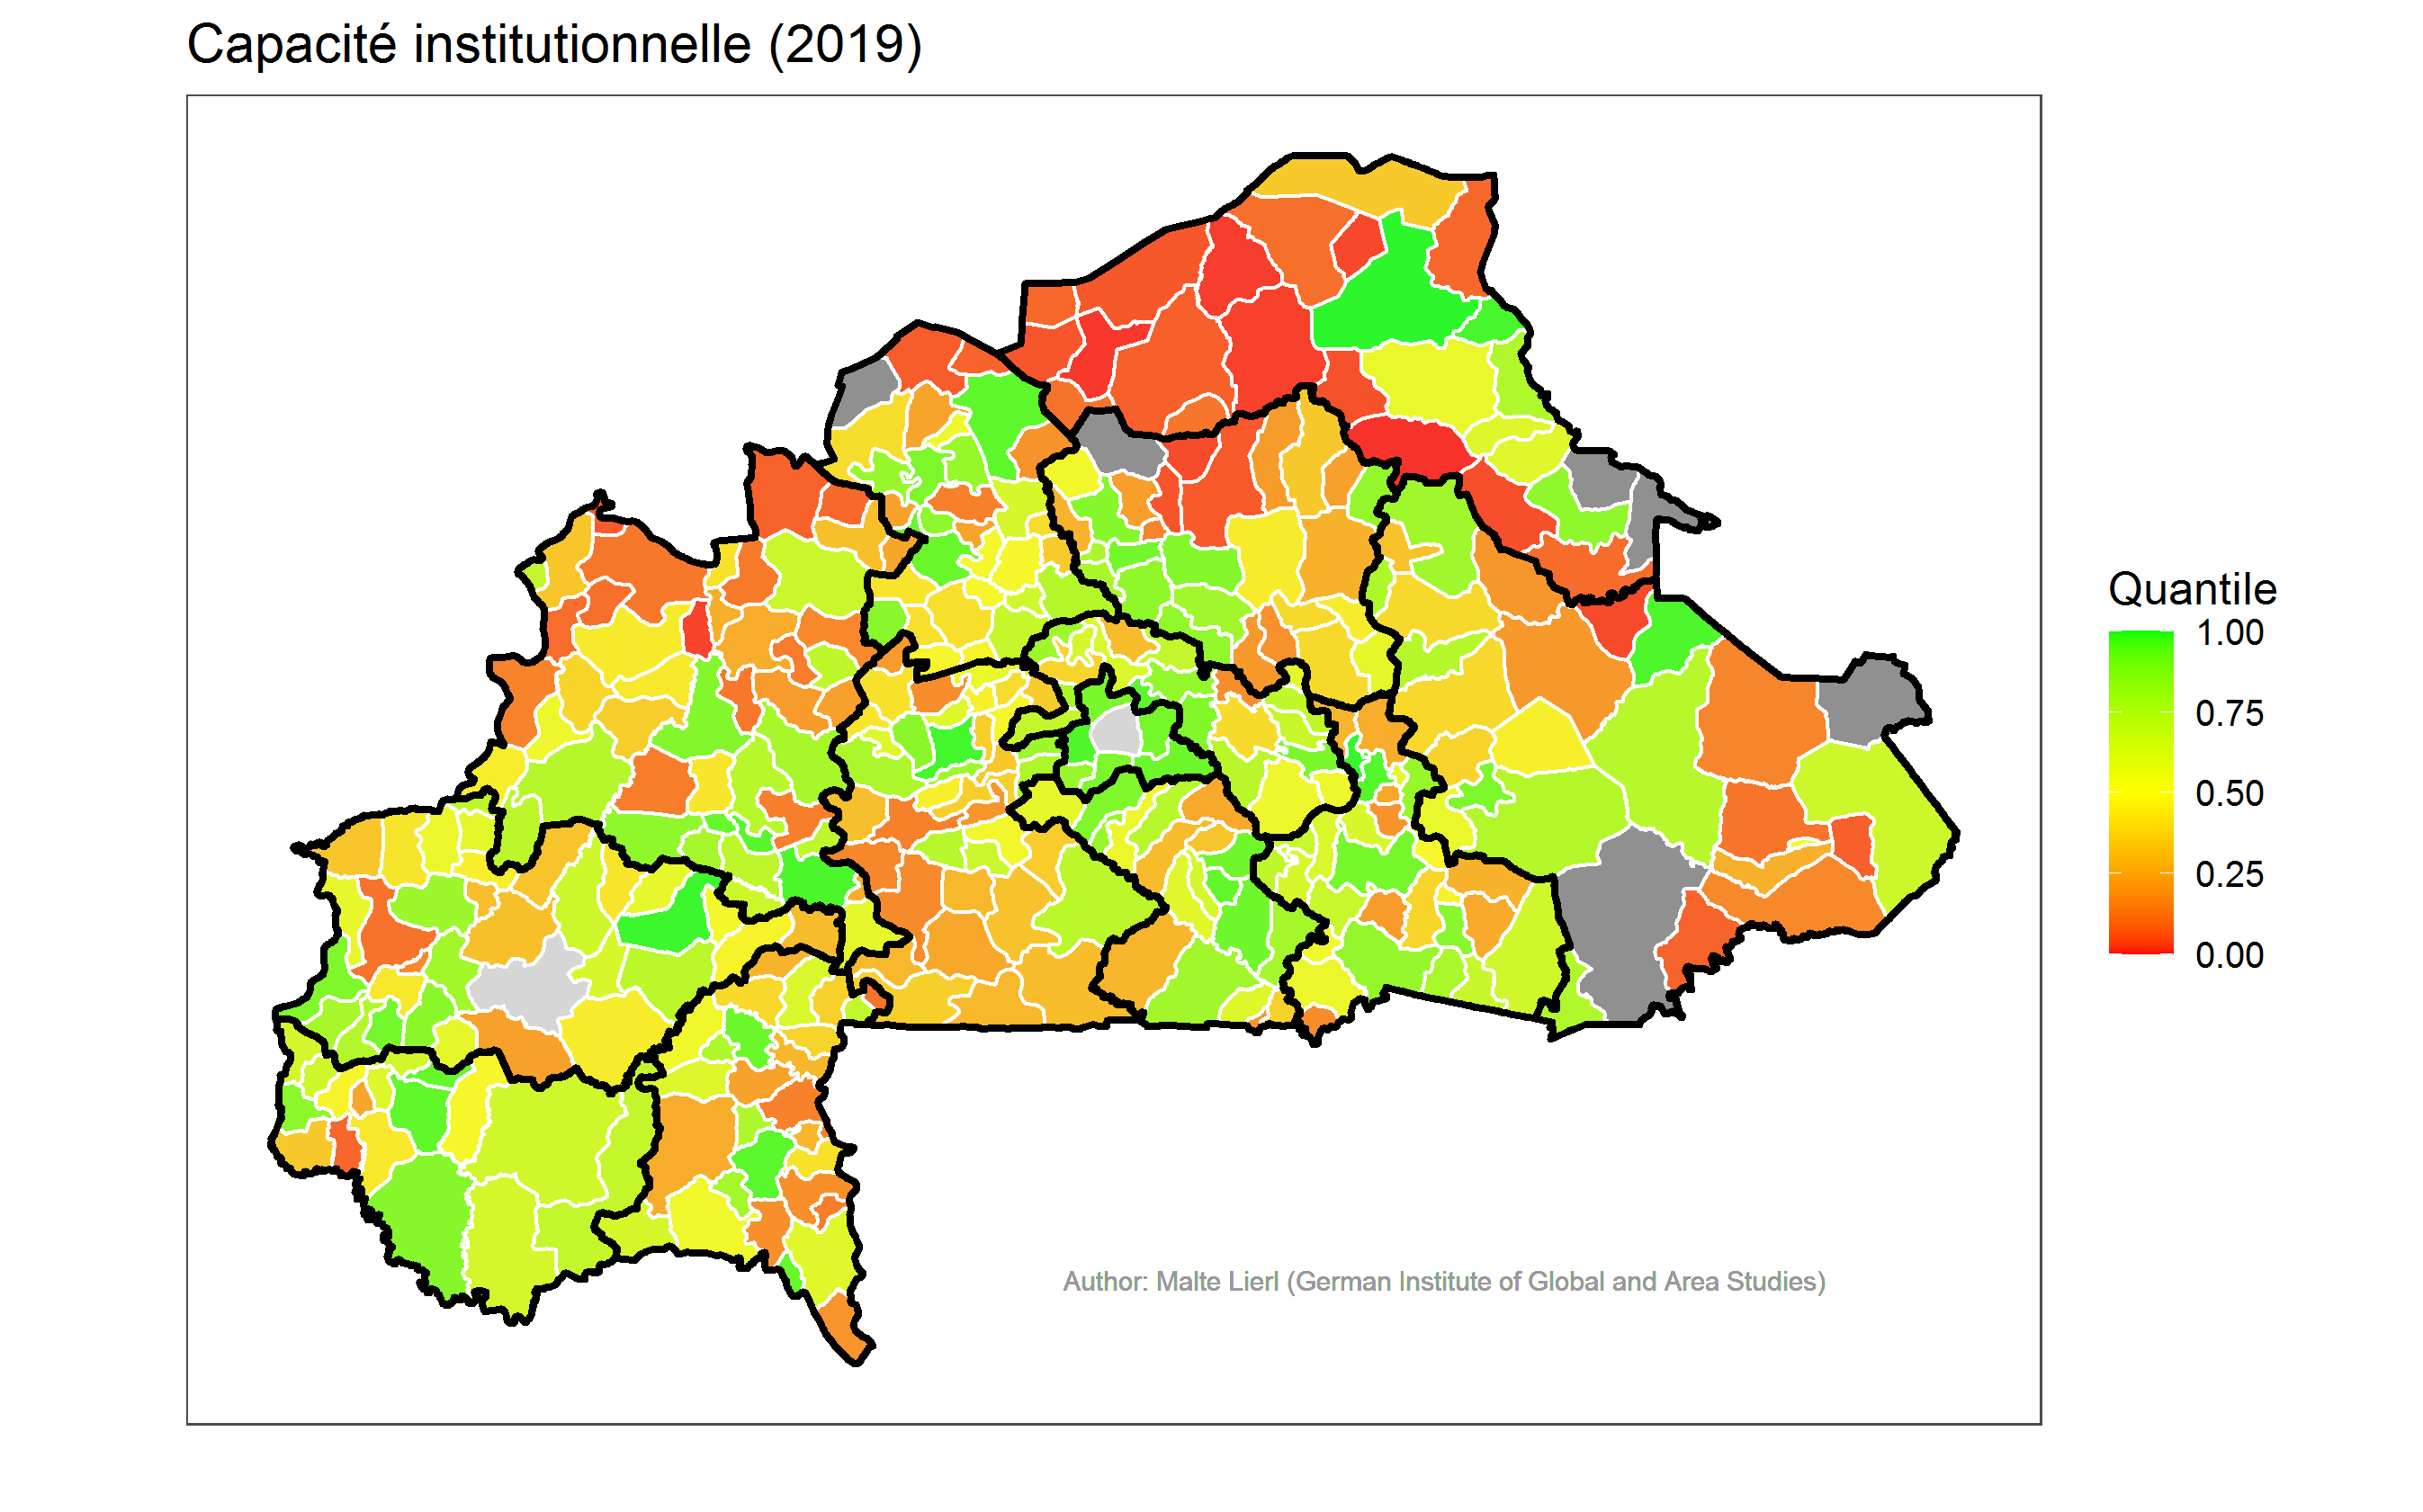 Capacité institutionnelle (2019)
Quantile
1.00
0.75
0.50
0.25
0.00
Author: Malte Lierl (German Institute of Global and Area Studies)